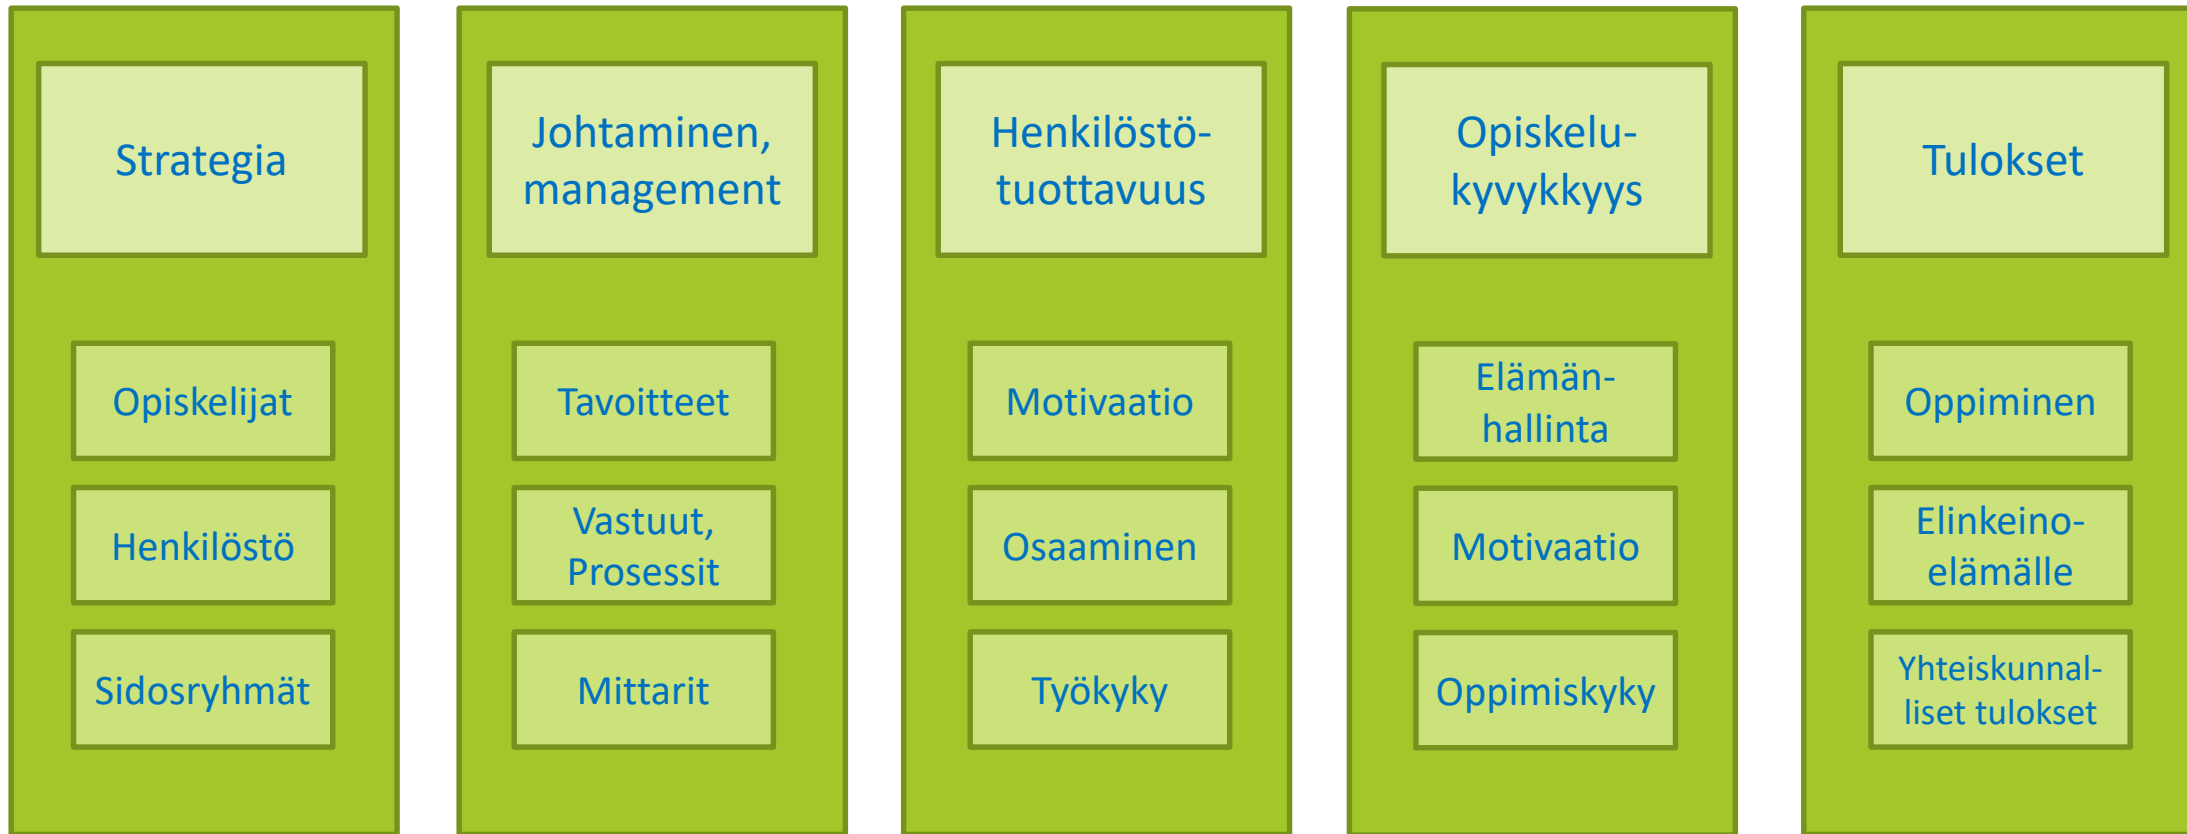 Strategia
Opiskelijat
Henkilöstö
Sidosryhmät
Johtaminen,
management
Tavoitteet
Vastuut,
Prosessit
Mittarit
Henkilöstö-
tuottavuus
Motivaatio
Osaaminen
Työkyky
Opiskelu-
kyvykkyys
Elämän-
hallinta
Motivaatio
Oppimiskyky
Tulokset
Oppiminen
Elinkeino-
elämälle
Yhteiskunnal-
liset tulokset